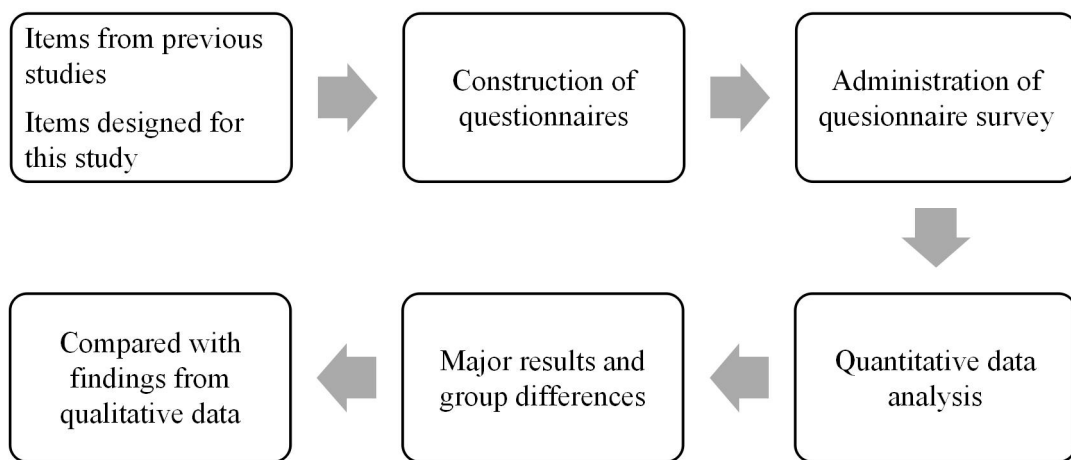 Items from previous
studies
Items designed for
this study
Construction of
questionnaires
Administration of
quesionnaire survey
Quantitative data
analysis
Major results and
group differences
Compared with
findings from
qualitative data